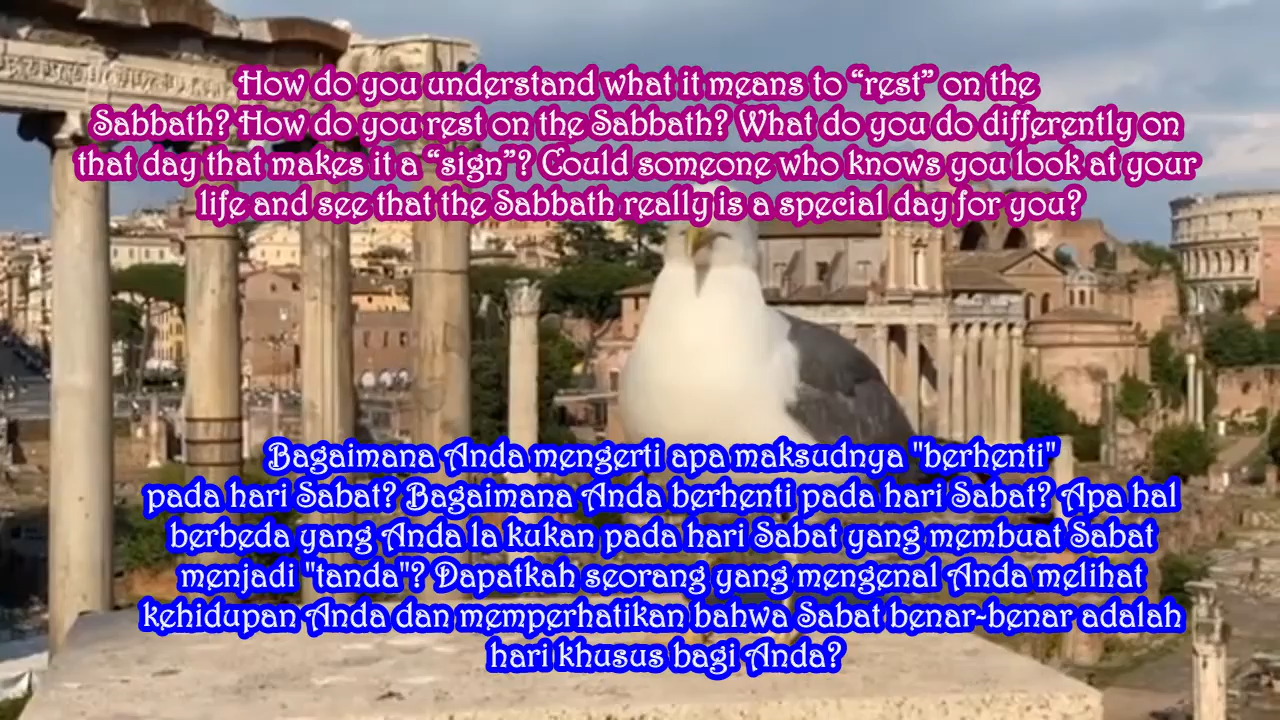 How do you understand what it means to “rest” on the
Sabbath? How do you rest on the Sabbath? What do you do differently on
that day that makes it a “sign”? Could someone who knows you look at your
life and see that the Sabbath really is a special day for you?
Bagaimana Anda mengerti apa maksudnya "berhenti"
pada hari Sabat? Bagaimana Anda berhenti pada hari Sabat? Apa hal
berbeda yang Anda la kukan pada hari Sabat yang membuat Sabat
menjadi "tanda"? Dapatkah seorang yang mengenal Anda melihat
kehidupan Anda dan memperhatikan bahwa Sabat benar-benar adalah
hari khusus bagi Anda?